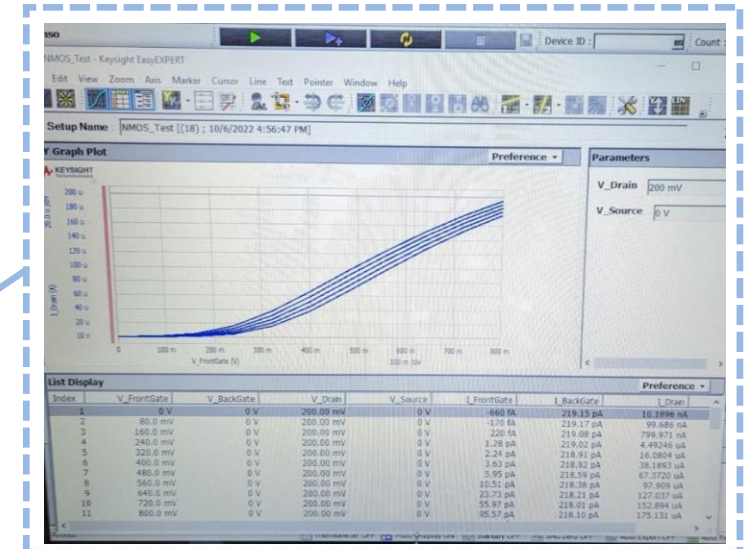 Device ID :
Count :
NMOS_Test - Keysight EasyEXPERT
Edit View Zoom Axis Marker Cursor Line Text Pointer Window Help
Setup Name : NMOS_Test [(18) ; 10/6/2022 4:56:47 PM]
Y Graph Plot
Preference
Parameters
KEYSIGHT
TECHNOLOGIES
V_Drain 200 mV
V_Source 0 V
200 u
180 u
160 u
140 u
120 u
100 u
80 u
60 u
40 u
20 u
10 n
I_Drain (A)
0 100 m 200 m 300 m 400 m 500 m 600 m 700 m 800 m
V_FrontGate (V)
100 m /div
List Display
Preference
Index V_FrontGate V_BackGate V_Drain V_Source I_FrontGate I_BackGate I_Drain
1 0 V 0 V 200.00 mV 0 V -660 fA 219.15 pA 10.1896 nA
2 80.0 mV 0 V 200.00 mV 0 V -170 fA 219.17 pA 99.686 nA
3 160.0 mV 0 V 200.00 mV 0 V 220 fA 219.08 pA 799.971 nA
4 240.0 mV 0 V 200.00 mV 0 V 1.28 pA 219.02 pA 4.49246 uA
5 320.0 mV 0 V 200.00 mV 0 V 2.24 pA 218.91 pA 16.0804 uA
6 400.0 mV 0 V 200.00 mV 0 V 3.63 pA 218.92 pA 38.1893 uA
7 480.0 mV 0 V 200.00 mV 0 V 5.95 pA 218.59 pA 67.3720 uA
8 560.0 mV 0 V 200.00 mV 0 V 10.51 pA 218.38 pA 97.909 uA
9 640.0 mV 0 V 200.00 mV 0 V 23.73 pA 218.21 pA 127.037 uA
10 720.0 mV 0 V 200.00 mV 0 V 55.97 pA 218.01 pA 152.894 uA
11 800.0 mV 0 V 200.00 mV 0 V 95.57 pA 218.10 pA 175.131 uA